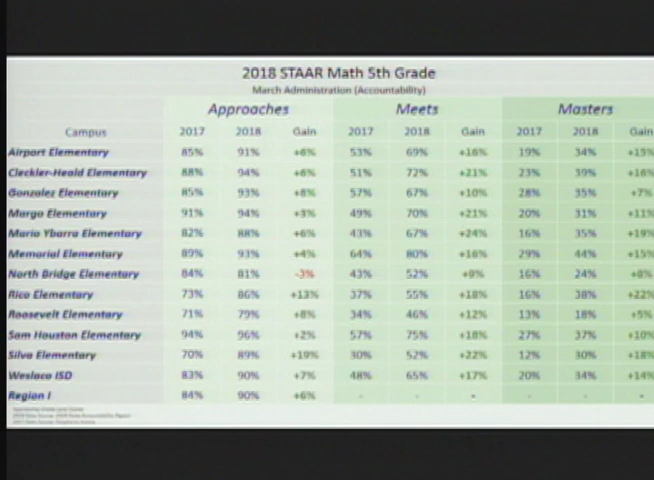 2018 STAAR Math 5th Grade
March Administration (Accountability)
Approaches Meets Masters
Campus 2017 2018 Gain 2017 2018 Gain 2017 2018 Gain
Airport Elementary 85% 91% +6% 53% 69% +16% 19% 34% +15%
Cleckler-Heald Elementary 88% 94% +6% 51% 72% +21% 23% 39% +16%
Gonzalez Elementary 85% 93% +8% 57% 67% +10% 28% 35% +7%
Margo Elementary 91% 94% +3% 49% 70% +21% 20% 31% +11%
Mario Ybarra Elementary 82% 88% +6% 43% 67% +24% 16% 35% +19%
Memorial Elementary 89% 93% +4% 64% 80% +16% 29% 44% +15%
North Bridge Elementary 84% 81% -3% 43% 52% +9% 16% 24% +8%
Rico Elementary 73% 86% +13% 37% 55% +18% 16% 38% +22%
Roosevelt Elementary 71% 79% +8% 34% 46% +12% 13% 18% +5%
Sam Houston Elementary 94% 96% +2% 57% 75% +18% 27% 37% +10%
Silva Elementary 70% 89% +19% 30% 52% +22% 12% 30% +18%
Weslaco ISD 83% 90% +7% 48% 65% +17% 20% 34% +14%
Region I 84% 90% +6% - - - - - -